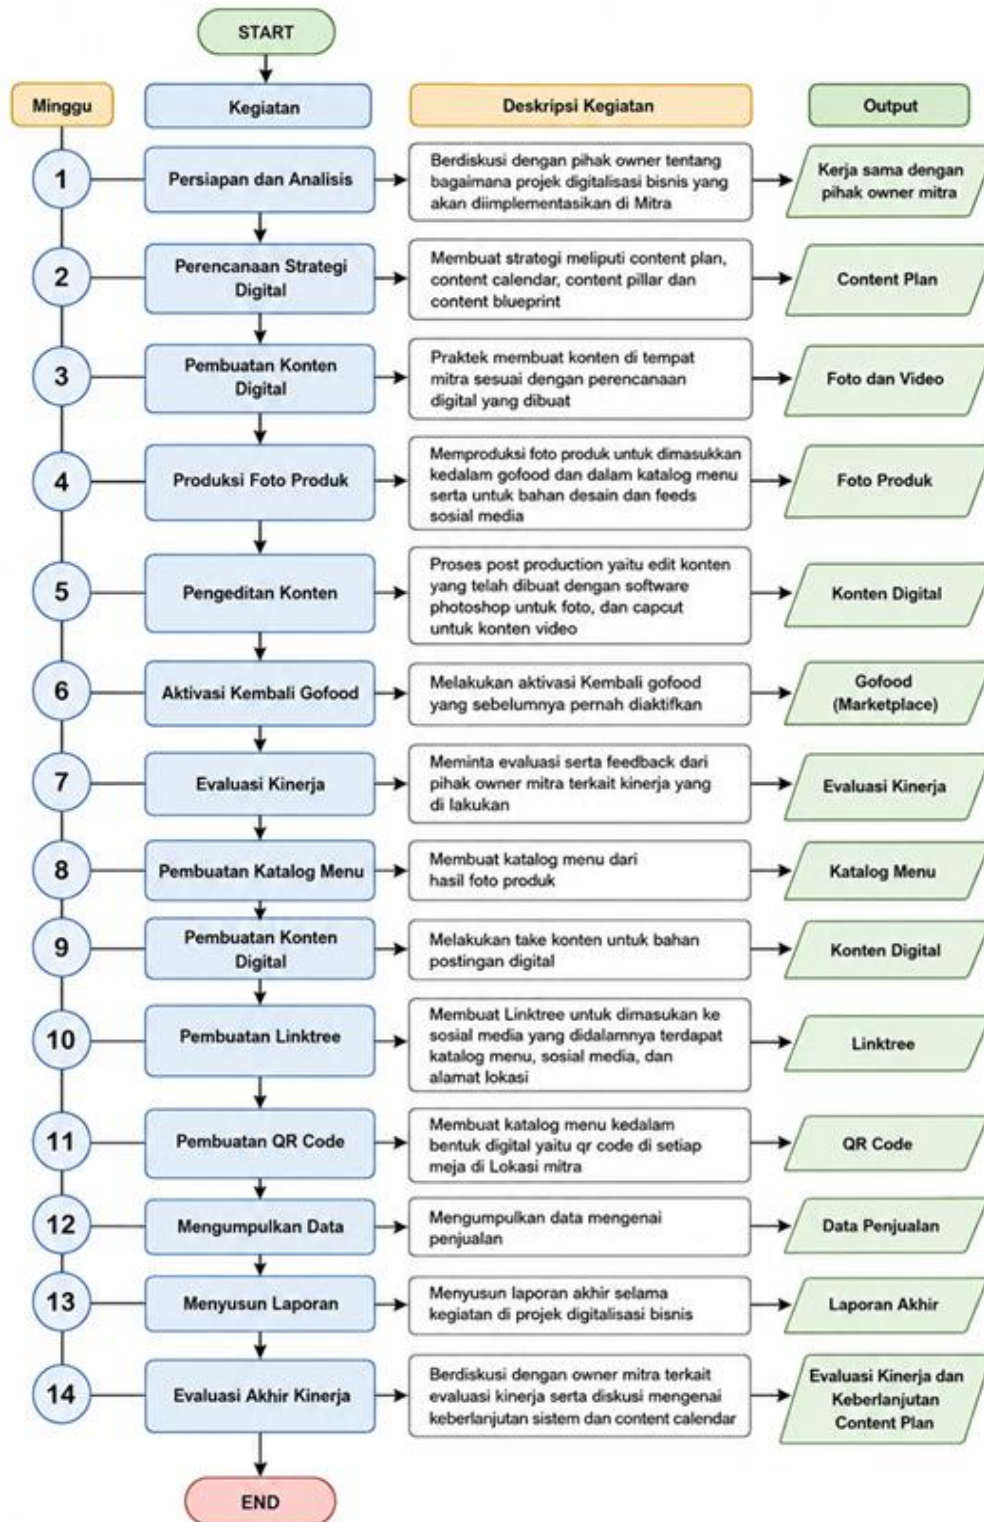 START
Minggu
Kegiatan
Deskripsi Kegiatan
Output
1
Persiapan dan Analisis
Berdiskusi dengan pihak owner tentang
bagaimana projek digitalisasi bisnis yang
akan diimplementasikan di Mitra
Kerja sama dengan
pihak owner mitra
2
Perencanaan Strategi
Digital
Membuat strategi meliputi content plan,
content calendar, content pillar dan
content blueprint
Content Plan
3
Pembuatan Konten
Digital
Praktek membuat konten di tempat
mitra sesuai dengan perencanaan
digital yang dibuat
Foto dan Video
4
Produksi Foto Produk
Memproduksi foto produk untuk dimasukkan
kedalam gofood dan dalam katalog menu
serta untuk bahan desain dan feeds
sosial media
Foto Produk
5
Pengeditan Konten
Proses post production yaitu edit konten
yang telah dibuat dengan software
photoshop untuk foto, dan capcut
untuk konten video
Konten Digital
6
Aktivasi Kembali Gofood
Melakukan aktivasi Kembali gofood
yang sebelumnya pernah diaktifkan
Gofood
(Marketplace)
7
Evaluasi Kinerja
Meminta evaluasi serta feedback dari
pihak owner mitra terkait kinerja yang
di lakukan
Evaluasi Kinerja
8
Pembuatan Katalog Menu
Membuat katalog menu dari
hasil foto produk
Katalog Menu
9
Pembuatan Konten
Digital
Melakukan take konten untuk bahan
postingan digital
Konten Digital
10
Pembuatan Linktree
Membuat Linktree untuk dimasukan ke
sosial media yang didalamnya terdapat
katalog menu, sosial media, dan
alamat lokasi
Linktree
11
Pembuatan QR Code
Membuat katalog menu kedalam
bentuk digital yaitu qr code di setiap
meja di Lokasi mitra
QR Code
12
Mengumpulkan Data
Mengumpulkan data mengenai
penjualan
Data Penjualan
13
Menyusun Laporan
Menyusun laporan akhir selama
kegiatan di projek digitalisasi bisnis
Laporan Akhir
14
Evaluasi Akhir Kinerja
Berdiskusi dengan owner mitra terkait
evaluasi kinerja serta diskusi mengenai
keberlanjutan sistem dan content calendar
Evaluasi Kinerja dan
Keberlanjutan
Content Plan
END